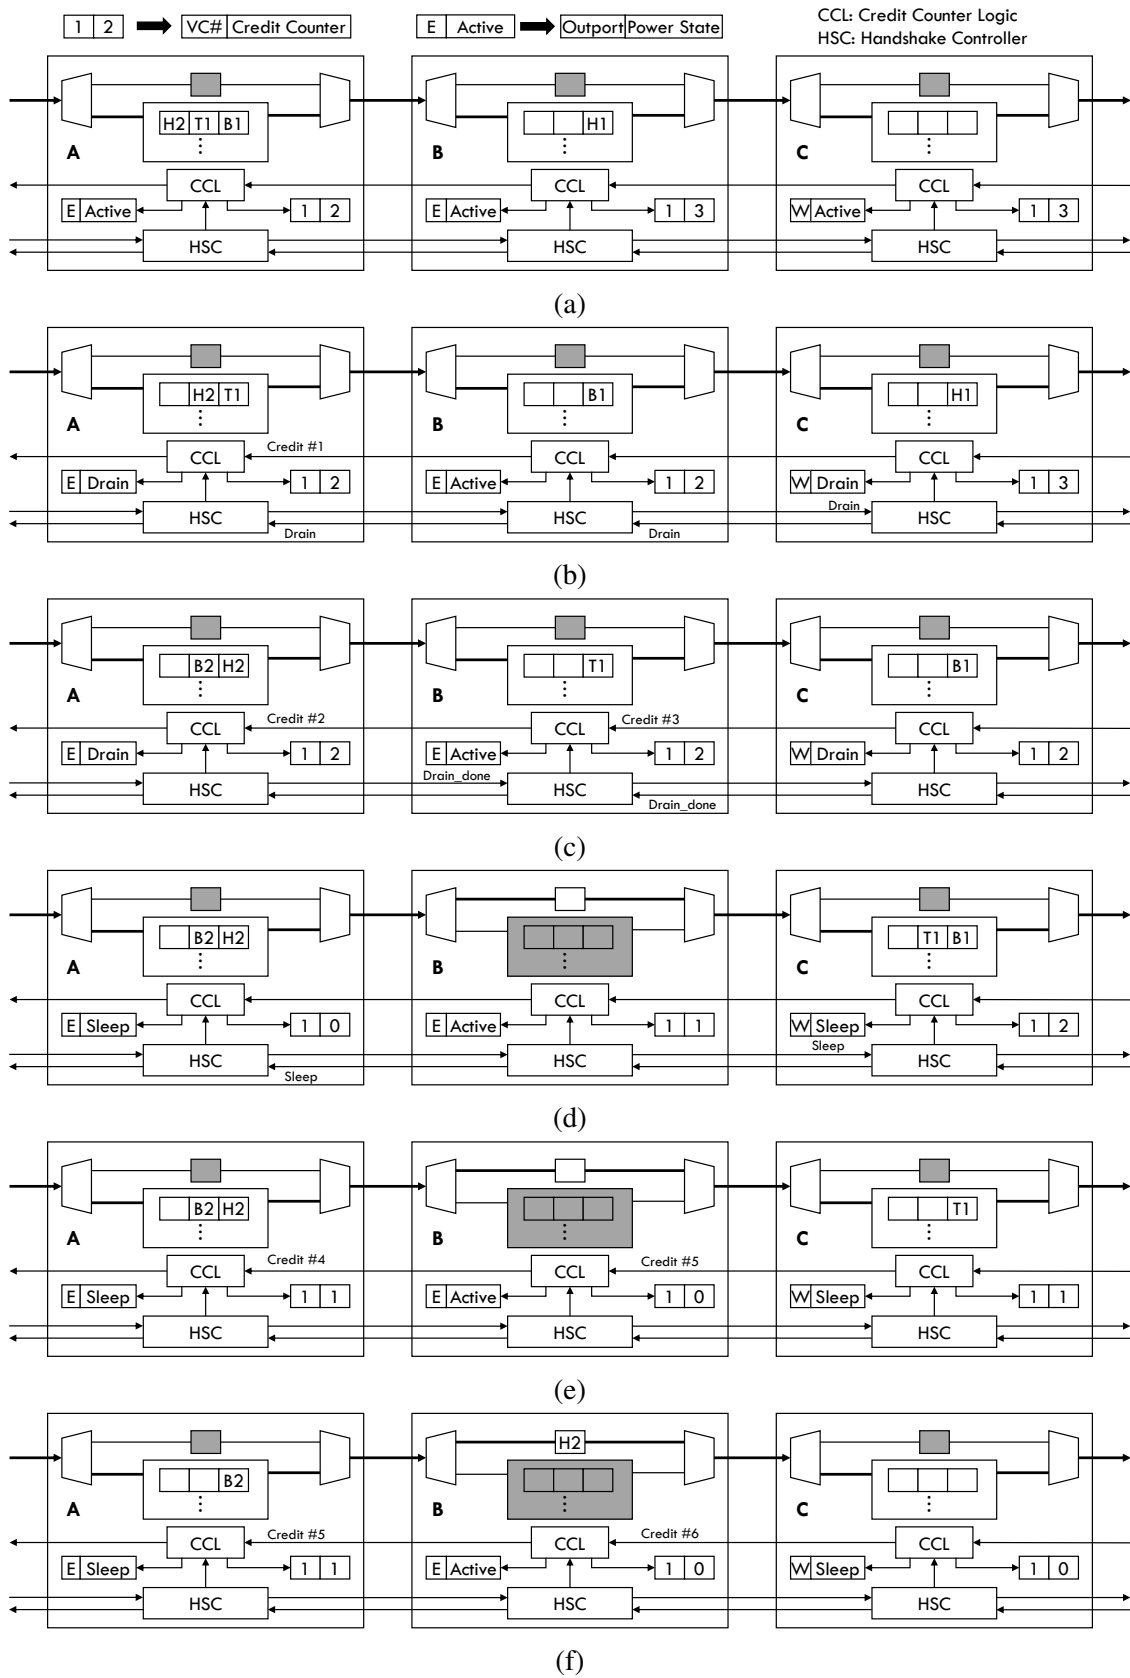 1 2 VC# Credit Counter E Active Outport Power State CCL: Credit Counter Logic
HSC: Handshake Controller
H2 T1 B1 H1
A B C
CCL CCL CCL
E Active 1 2 E Active 1 3 W Active 1 3
HSC HSC HSC
(a)
H2 T1 B1 H1
A B C
Credit #1
CCL CCL CCL
E Drain 1 2 E Active 1 2 W Drain 1 3
Drain
HSC HSC HSC
Drain Drain
(b)
B2 H2 T1 B1
A B C
Credit #2 Credit #3
CCL CCL CCL
E Drain 1 2 E Active 1 2 W Drain 1 2
Drain_done
HSC HSC HSC
Drain_done
(c)
B2 H2 T1 B1
A B C
CCL CCL CCL
E Sleep 1 0 E Active 1 1 W Sleep 1 2
Sleep
HSC HSC HSC
Sleep
(d)
B2 H2 T1
A B C
Credit #4 Credit #5
CCL CCL CCL
E Sleep 1 1 E Active 1 0 W Sleep 1 1
HSC HSC HSC
(e)
H2
B2
A B C
Credit #5 Credit #6
CCL CCL CCL
E Sleep 1 1 E Active 1 0 W Sleep 1 0
HSC HSC HSC
(f)